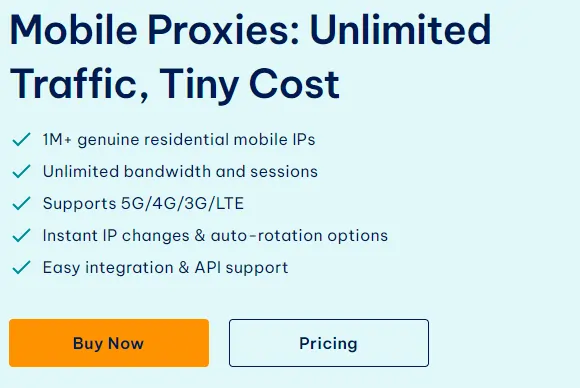 Mobile Proxies: Unlimited
Traffic, Tiny Cost
1M+ genuine residential mobile IPs
Unlimited bandwidth and sessions
Supports 5G/4G/3G/LTE
Instant IP changes & auto-rotation options
Easy integration & API support
Buy Now
Pricing